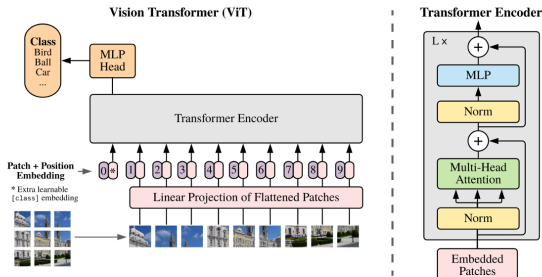 Vision Transformer (ViT)
Class
Bird
Ball
Car
...
MLP
Head
Transformer Encoder
Patch + Position
Embedding
0 * 1 2 3 4 5 6 7 8 9
* Extra learnable
[class] embedding
Linear Projection of Flattened Patches
Transformer Encoder
L ×
+
MLP
Norm
+
Multi-Head
Attention
Norm
Embedded
Patches